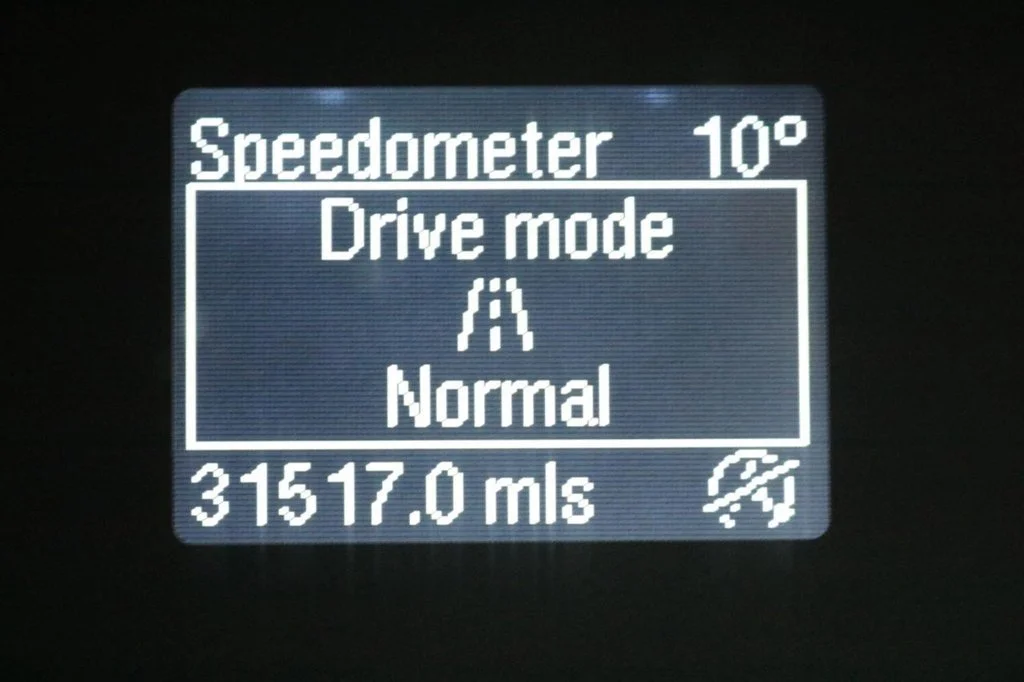 Speedometer 10°
Drive mode
Normal
31517.0 mls